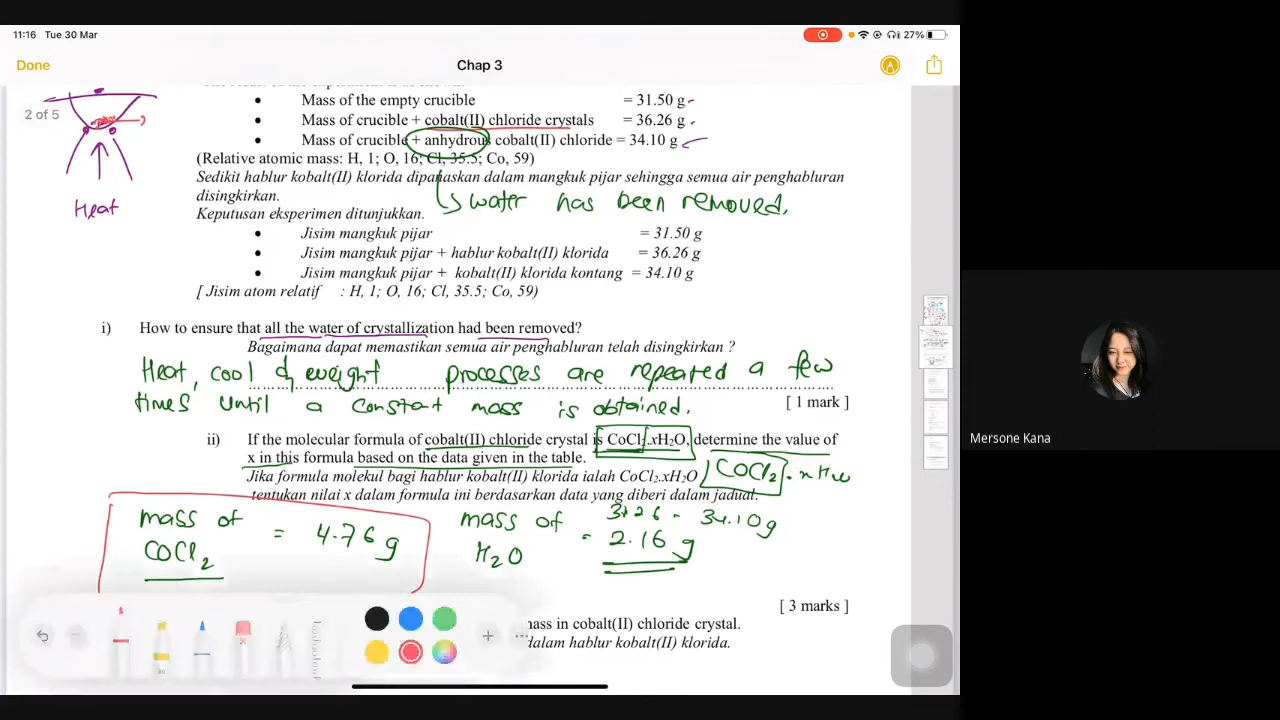 11:16 Tue 30 Mar
27%
Done
Chap 3
2 of 5
• Mass of the empty crucible = 31.50 g
• Mass of crucible + cobalt(II) chloride crystals = 36.26 g
• Mass of crucible + anhydrous cobalt(II) chloride = 34.10 g
(Relative atomic mass: H, 1; O, 16; Cl, 35.5; Co, 59)
Sedikit hablur kobalt(II) klorida dipanaskan dalam mangkuk pijar sehingga semua air penghabluran
disingkirkan.
water has been removed.
Heat
Keputusan eksperimen ditunjukkan.
• Jisim mangkuk pijar = 31.50 g
• Jisim mangkuk pijar + hablur kobalt(II) klorida = 36.26 g
• Jisim mangkuk pijar + kobalt(II) klorida kontang = 34.10 g
[ Jisim atom relatif : H, 1; O, 16; Cl, 35.5; Co, 59)
i) How to ensure that all the water of crystallization had been removed?
Bagaimana dapat memastikan semua air penghabluran telah disingkirkan ?
Heat, cool & weight processes are repeated a few
times until a constant mass is obtained.
[ 1 mark ]
ii) If the molecular formula of cobalt(II) chloride crystal is CoCl₂.xH₂O, determine the value of
x in this formula based on the data given in the table.
Jika formula molekul bagi hablur kobalt(II) klorida ialah CoCl₂.xH₂O
COCl₂ . x H₂O
tentukan nilai x dalam formula ini berdasarkan data yang diberi dalam jadual.
mass of COCl₂ = 4.76 g
mass of H₂O = 34.10g
2.16 g
[ 3 marks ]
mass in cobalt(II) chloride crystal.
dalam hablur kobalt(II) klorida.
Mersone Kana